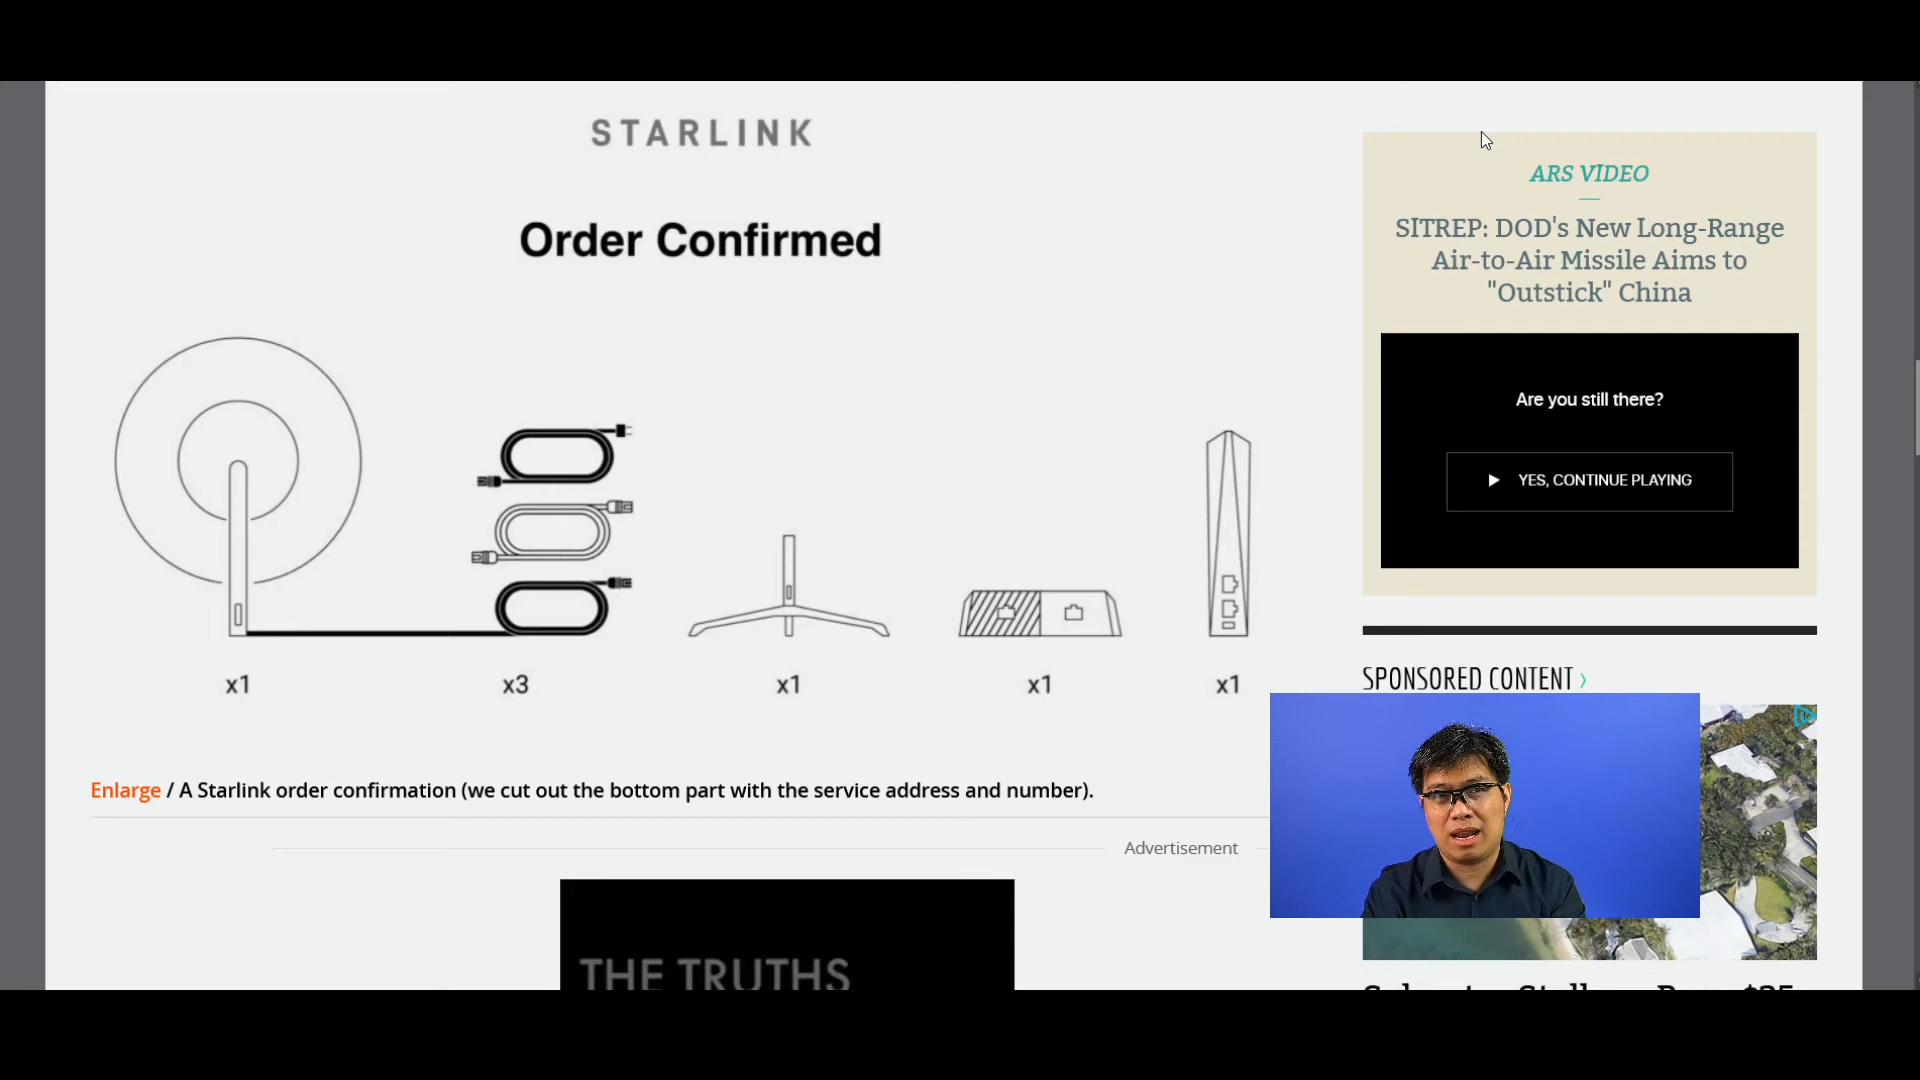 STARLINK
Order Confirmed
x1
x3
x1
x1
x1
Enlarge / A Starlink order confirmation (we cut out the bottom part with the service address and number).
Advertisement
THE TRUTHS
ARS VIDEO
SITREP: DOD's New Long-Range
Air-to-Air Missile Aims to
"Outstick" China
Are you still there?
YES, CONTINUE PLAYING
SPONSORED CONTENT ›